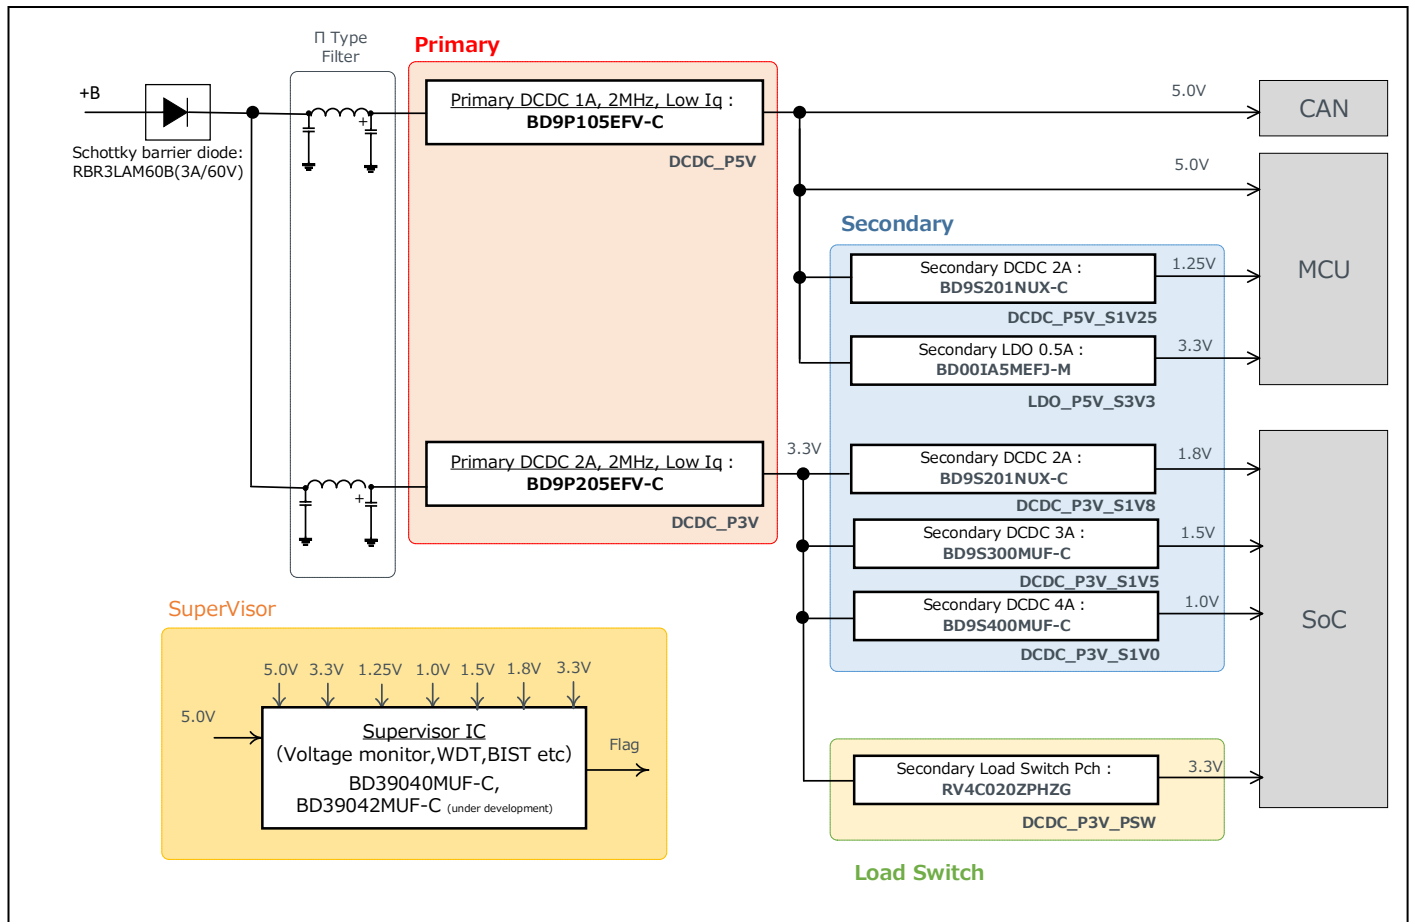 Π Type
Filter
Primary
+B
Schottky barrier diode:
RBR3LAM60B(3A/60V)
Primary DCDC 1A, 2MHz, Low Iq :
BD9P105EFV-C
DCDC_P5V
5.0V
CAN
5.0V
MCU
Secondary
Secondary DCDC 2A :
BD9S201NUX-C
1.25V
DCDC_P5V_S1V25
Secondary LDO 0.5A :
BD00IA5MEFJ-M
3.3V
LDO_P5V_S3V3
Primary DCDC 2A, 2MHz, Low Iq :
BD9P205EFV-C
DCDC_P3V
3.3V
Secondary DCDC 2A :
BD9S201NUX-C
1.8V
DCDC_P3V_S1V8
Secondary DCDC 3A :
BD9S300MUF-C
1.5V
DCDC_P3V_S1V5
Secondary DCDC 4A :
BD9S400MUF-C
1.0V
DCDC_P3V_S1V0
SoC
Secondary Load Switch Pch :
RV4C020ZPHZG
3.3V
DCDC_P3V_PSW
Load Switch
SuperVisor
5.0V 3.3V 1.25V 1.0V 1.5V 1.8V 3.3V
5.0V
Supervisor IC
(Voltage monitor,WDT,BIST etc)
BD39040MUF-C,
BD39042MUF-C (under development)
Flag